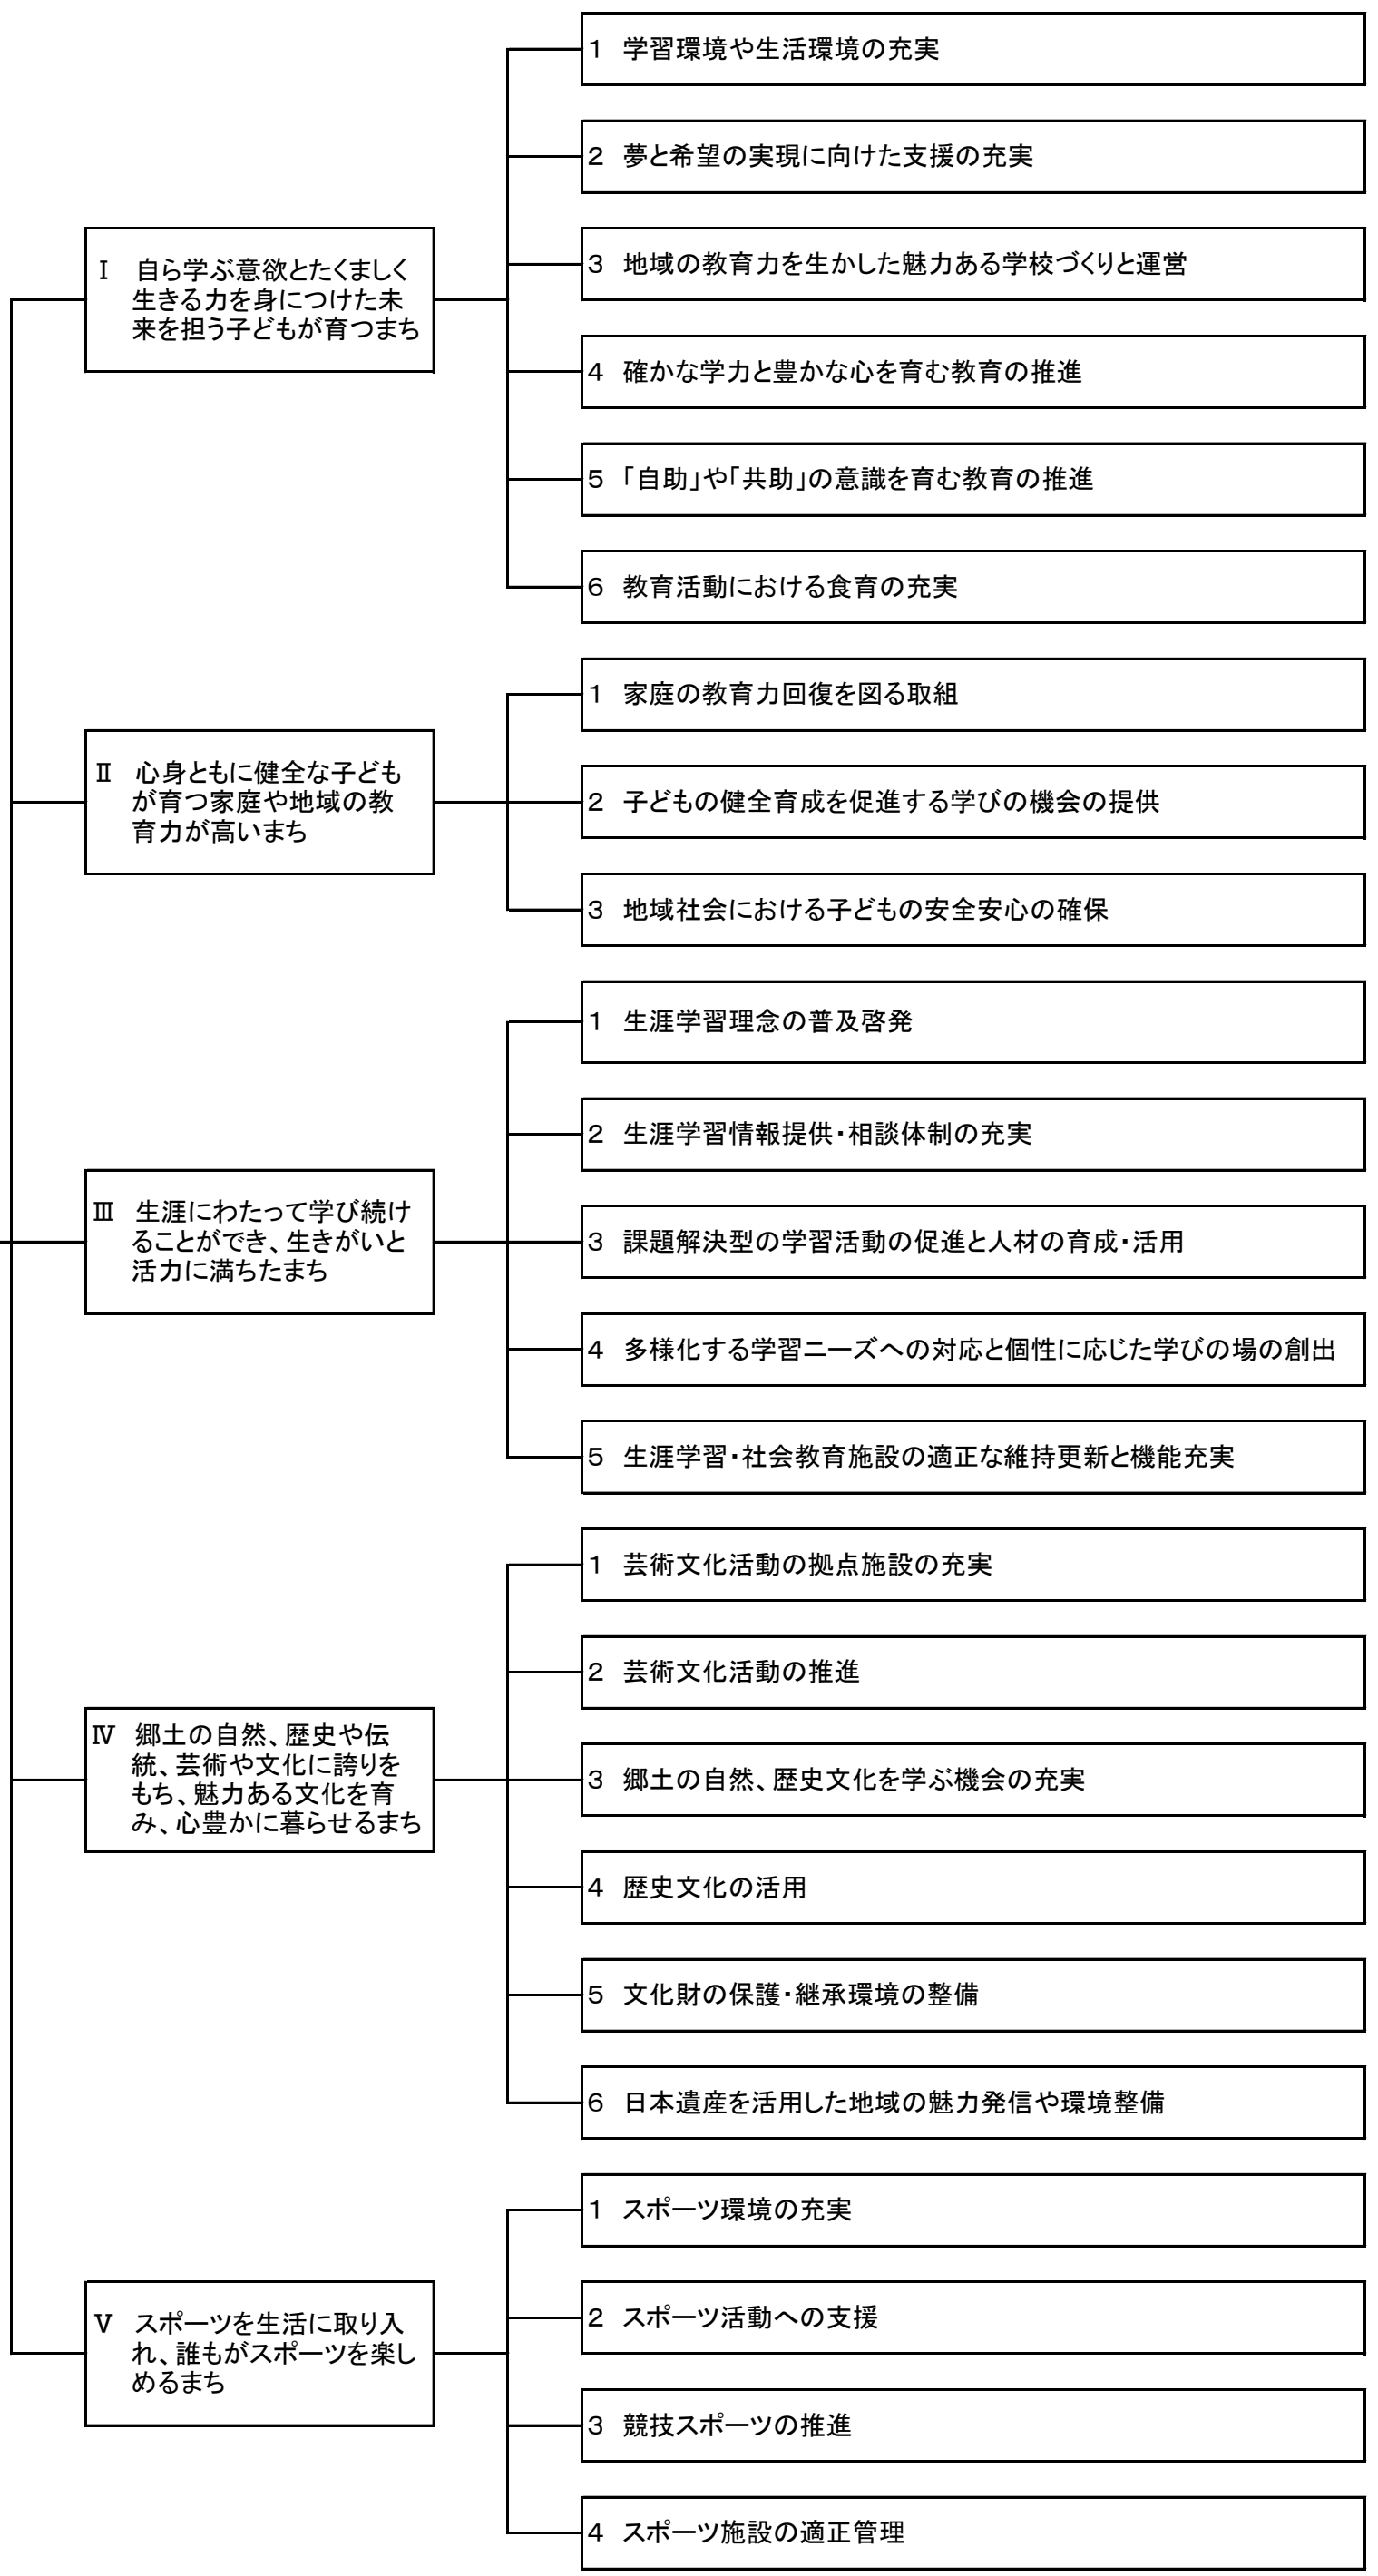 Ⅰ　自ら学ぶ意欲とたくましく
生きる力を身につけた未
来を担う子どもが育つまち
1　学習環境や生活環境の充実
2　夢と希望の実現に向けた支援の充実
3　地域の教育力を生かした魅力ある学校づくりと運営
4　確かな学力と豊かな心を育む教育の推進
5　「自助」や「共助」の意識を育む教育の推進
6　教育活動における食育の充実
Ⅱ　心身ともに健全な子ども
が育つ家庭や地域の教
育力が高いまち
1　家庭の教育力回復を図る取組
2　子どもの健全育成を促進する学びの機会の提供
3　地域社会における子どもの安全安心の確保
Ⅲ　生涯にわたって学び続け
ることができ、生きがいと
活力に満ちたまち
1　生涯学習理念の普及啓発
2　生涯学習情報提供・相談体制の充実
3　課題解決型の学習活動の促進と人材の育成・活用
4　多様化する学習ニーズへの対応と個性に応じた学びの場の創出
5　生涯学習・社会教育施設の適正な維持更新と機能充実
Ⅳ　郷土の自然、歴史や伝
統、芸術や文化に誇りを
もち、魅力ある文化を育
み、心豊かに暮らせるまち
1　芸術文化活動の拠点施設の充実
2　芸術文化活動の推進
3　郷土の自然、歴史文化を学ぶ機会の充実
4　歴史文化の活用
5　文化財の保護・継承環境の整備
6　日本遺産を活用した地域の魅力発信や環境整備
Ⅴ　スポーツを生活に取り入
れ、誰もがスポーツを楽し
めるまち
1　スポーツ環境の充実
2　スポーツ活動への支援
3　競技スポーツの推進
4　スポーツ施設の適正管理